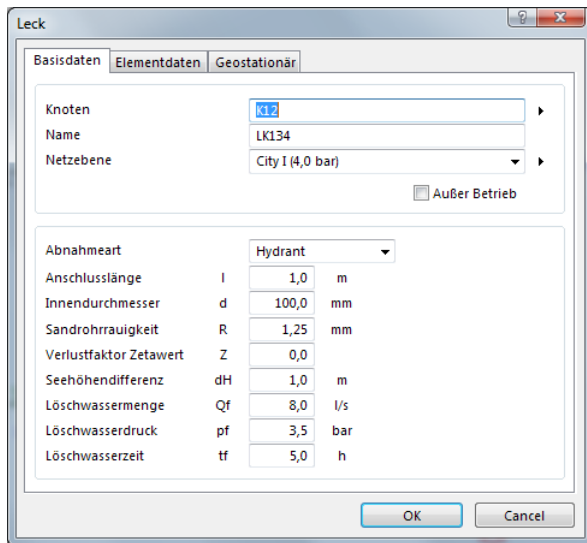 Leck
Basisdaten Elementdaten Geostationär
Knoten K12
Name LK134
Netzebene City I (4,0 bar)
Außer Betrieb
Abnahmeart Hydrant
Anschlusslänge l 1,0 m
Innendurchmesser d 100,0 mm
Sandrohrrauigkeit R 1,25 mm
Verlustfaktor Zetawert Z 0,0
Seehöhendifferenz dH 1,0 m
Löschwassermenge Qf 8,0 l/s
Löschwasserdruck pf 3,5 bar
Löschwasserzeit tf 5,0 h
OK Cancel